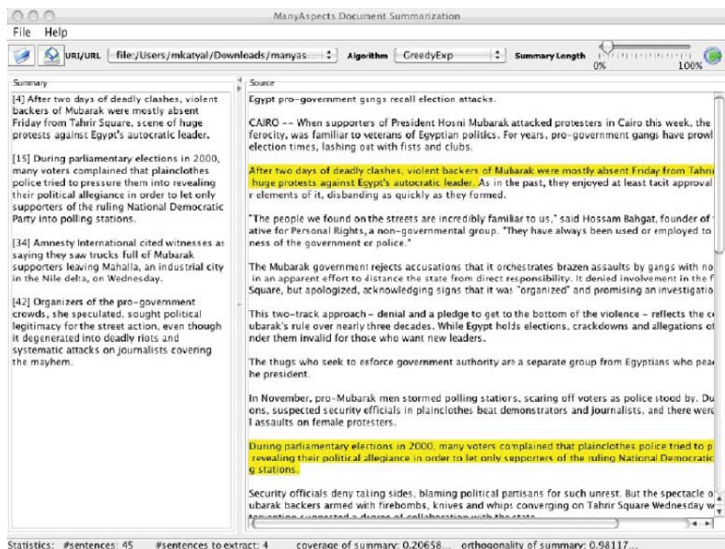 ManyAspects Document Summarization
File Help
URI/URL file:/Users/mkatyal/Downloads/manyas... Algorithm GreedyExp Summary Length 0% 100%
Summary
[4] After two days of deadly clashes, violent
backers of Mubarak were mostly absent
Friday from Tahrir Square, scene of huge
protests against Egypt's autocratic leader.
[15] During parliamentary elections in 2000,
many voters complained that plainclothes
police tried to pressure them into revealing
their political allegiance in order to let only
supporters of the ruling National Democratic
Party into polling stations.
[34] Amnesty International cited witnesses as
saying they saw trucks full of Mubarak
supporters leaving Mahalla, an industrial city
in the Nile delta, on Wednesday.
[42] Organizers of the pro-government
crowds, she speculated, sought political
legitimacy for the street action, even though
it degenerated into deadly riots and
systematic attacks on journalists covering
the mayhem.
Source
Egypt pro-government gangs recall election attacks.
CAIRO -- When supporters of President Hosni Mubarak attacked protesters in Cairo this week, the
ferocity, was familiar to veterans of Egyptian politics. For years, pro-government gangs have prowl
election times, lashing out with fists and clubs.
After two days of deadly clashes, violent backers of Mubarak were mostly absent Friday from Tahri
huge protests against Egypt's autocratic leader. As in the past, they enjoyed at least tacit approval
r elements of it, disbanding as quickly as they formed.
"The people we found on the streets are incredibly familiar to us," said Hossam Bahgat, founder of
ative for Personal Rights, a non-governmental group. "They have always been used or employed to
ness of the government or police."
The Mubarak government rejects accusations that it orchestrates brazen assaults by gangs with no
in an apparent effort to distance the state from direct responsibility. It denied involvement in the f
Square, but apologized, acknowledging signs that it was "organized" and promising an investigatio
This two-track approach - denial and a pledge to get to the bottom of the violence - reflects the c
ubarak's rule over nearly three decades. While Egypt holds elections, crackdowns and allegations of
nder them invalid for those who want new leaders.
The thugs who seek to enforce government authority are a separate group from Egyptians who pea
he president.
In November, pro-Mubarak men stormed polling stations, scaring off voters as police stood by. Du
ons, suspected security officials in plainclothes beat demonstrators and journalists, and there were
l assaults on female protesters.
During parliamentary elections in 2000, many voters complained that plainclothes police tried to p
revealing their political allegiance in order to let only supporters of the ruling National Democratic
g stations.
Security officials deny taking sides, blaming political partisans for such unrest. But the spectacle o
ubarak backers armed with firebombs, knives and whips converging on Tahrir Square Wednesday w
suggested a degree of collaboration with the state
Statistics: #sentences: 45 #sentences to extract: 4 coverage of summary: 0.20658... orthogonality of summary: 0.98117...